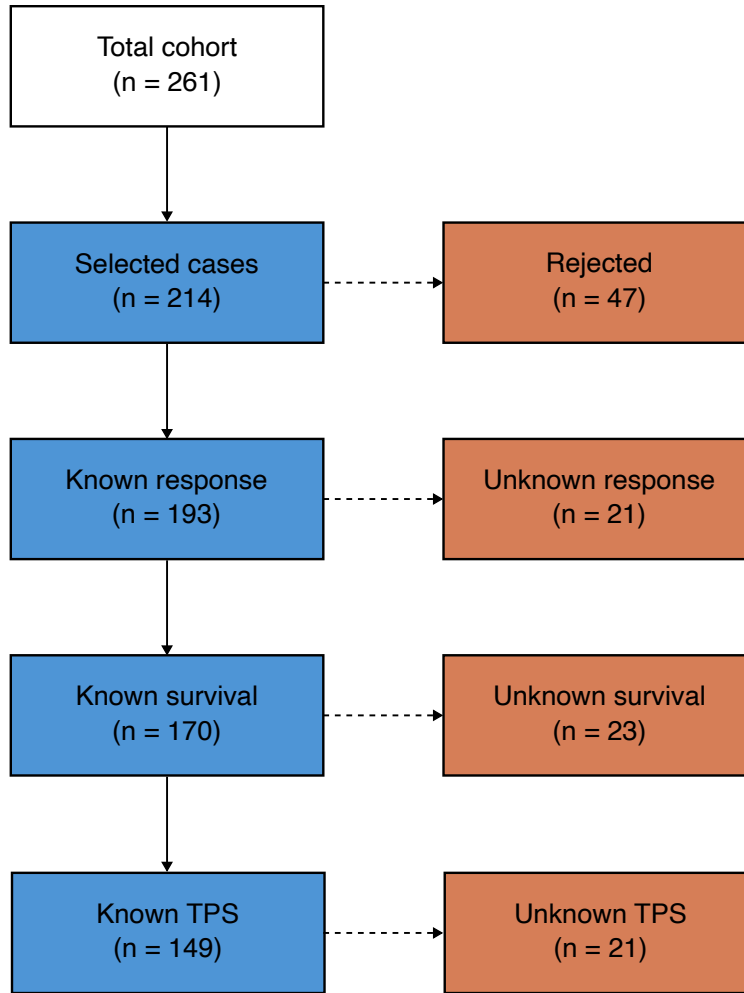 Total cohort
(n = 261)
Selected cases
(n = 214)
Rejected
(n = 47)
Known response
(n = 193)
Unknown response
(n = 21)
Known survival
(n = 170)
Unknown survival
(n = 23)
Known TPS
(n = 149)
Unknown TPS
(n = 21)